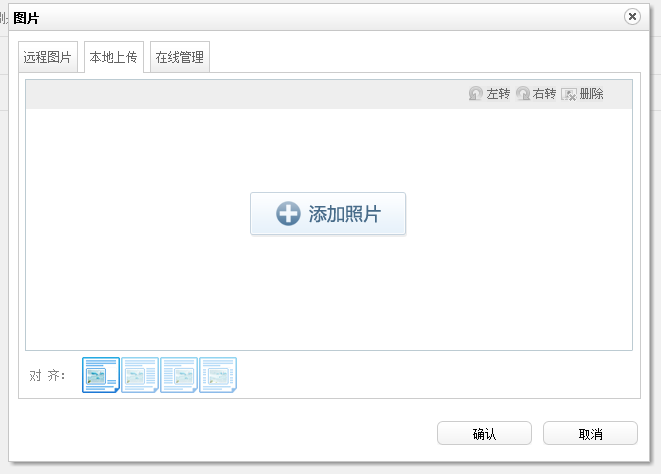 图片
远程图片 本地上传 在线管理
左转 右转 删除
添加照片
对 齐：
确认 取消